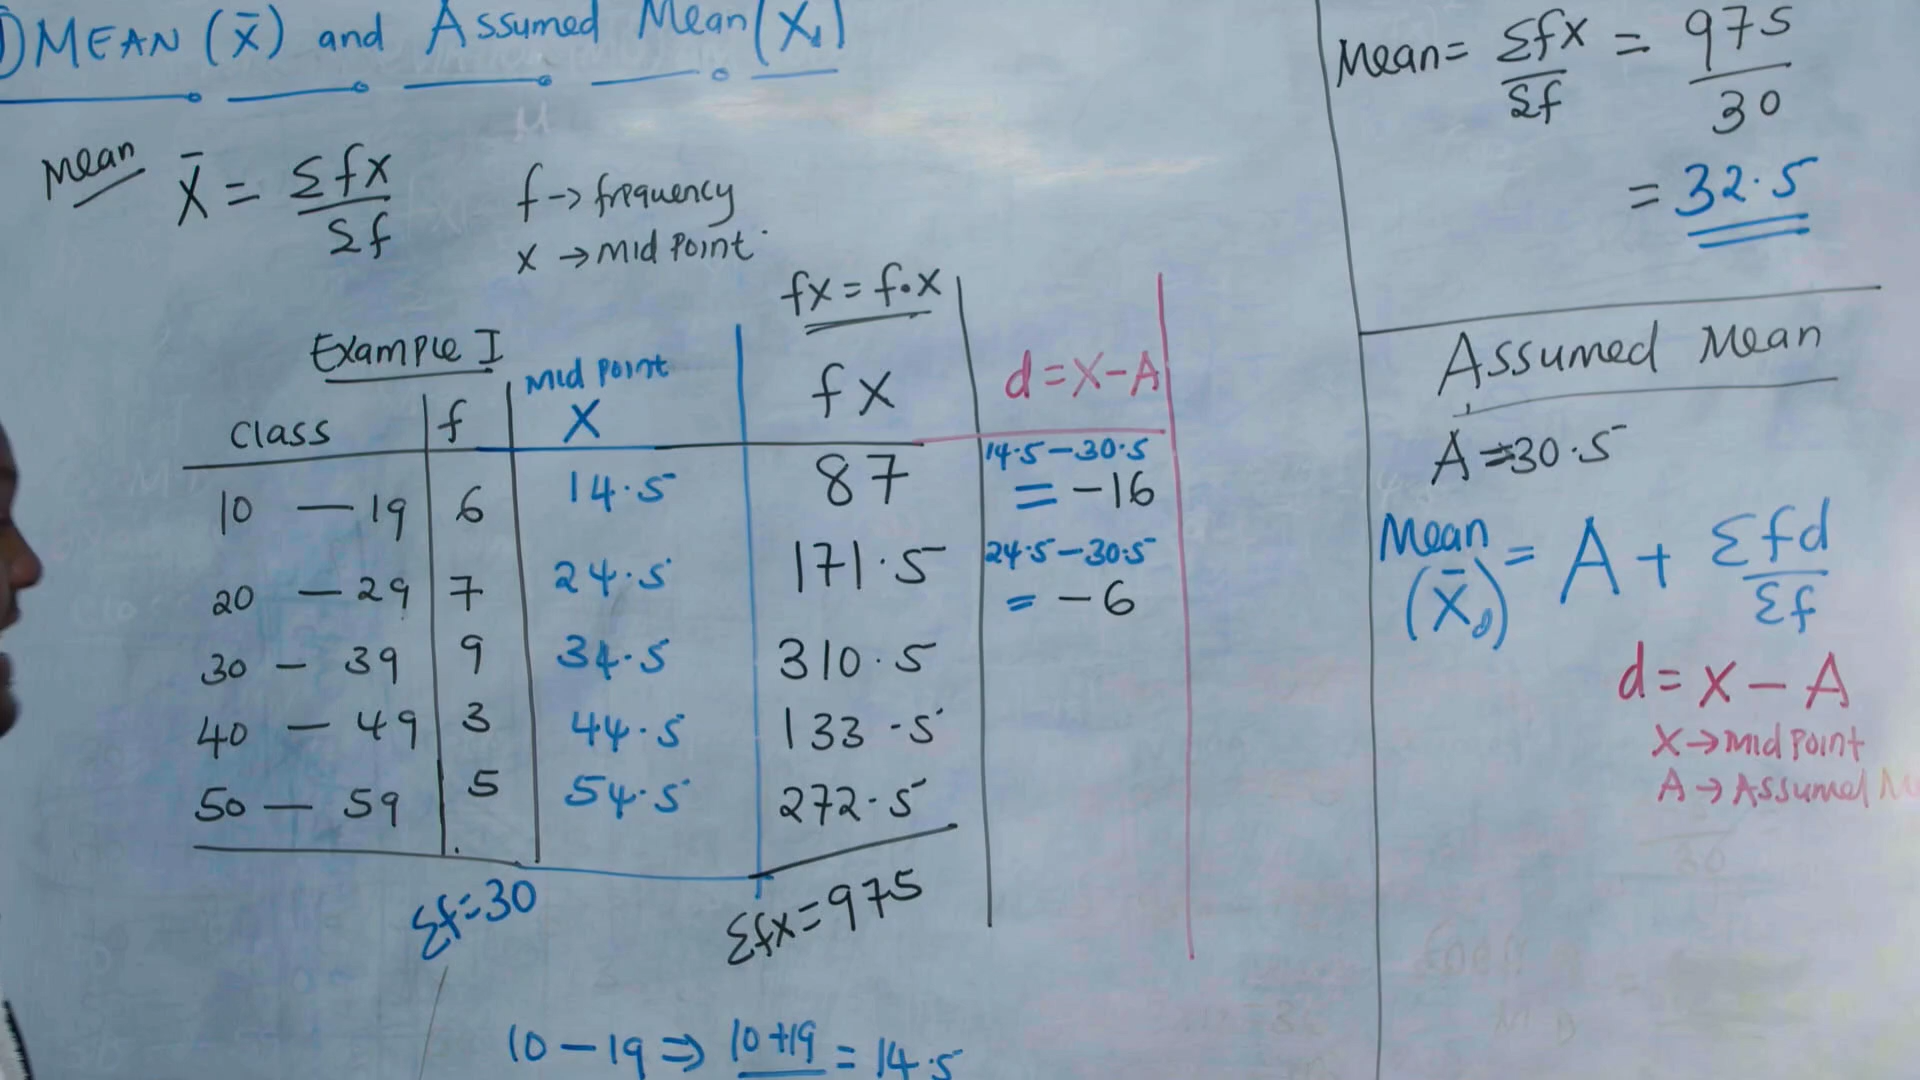 1) MEAN (x̄) and Assumed Mean (X̄)
Mean X̄ = Σfx / Σf
f → frequency
x → Mid Point
fx = f·x
Example I
Class f Mid Point X fx d = X - A
10 — 19 6 14.5 87 14.5 - 30.5 = -16
20 — 29 7 24.5 171.5 24.5 - 30.5 = -6
30 — 39 9 34.5 310.5
40 — 49 3 44.5 133.5
50 — 59 5 54.5 272.5
Σf = 30 Σfx = 975
10 — 19 ⇒ 10 + 19 = 14.5
Mean = Σfx / Σf = 975 / 30
= 32.5
Assumed Mean
A = 30.5
Mean (X̄) = A + Σfd / Σf
d = X - A
X → Mid Point
A → Assumed M